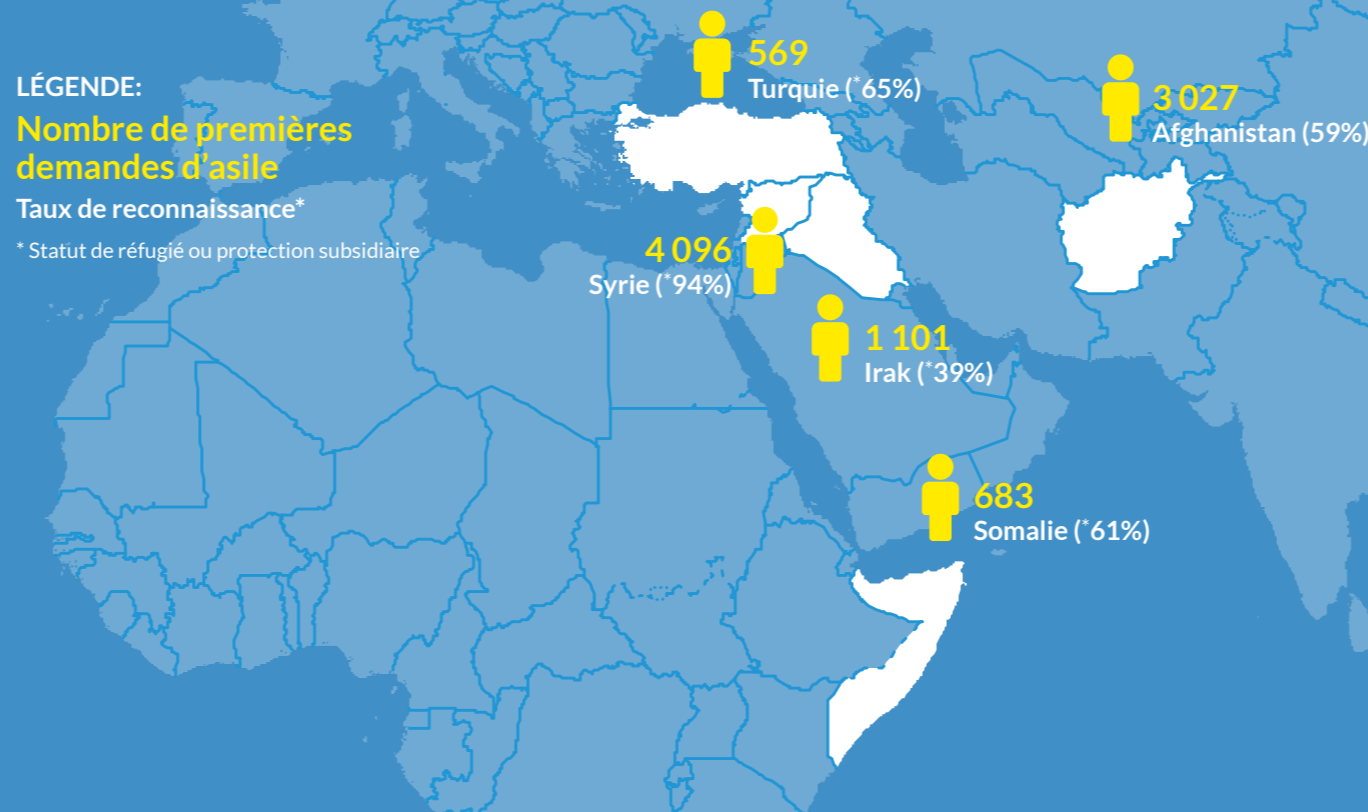 LÉGENDE:
Nombre de premières
demandes d'asile
Taux de reconnaissance*
* Statut de réfugié ou protection subsidiaire
569
Turquie (*65%)
3 027
Afghanistan (59%)
4 096
Syrie (*94%)
1 101
Irak (*39%)
683
Somalie (*61%)